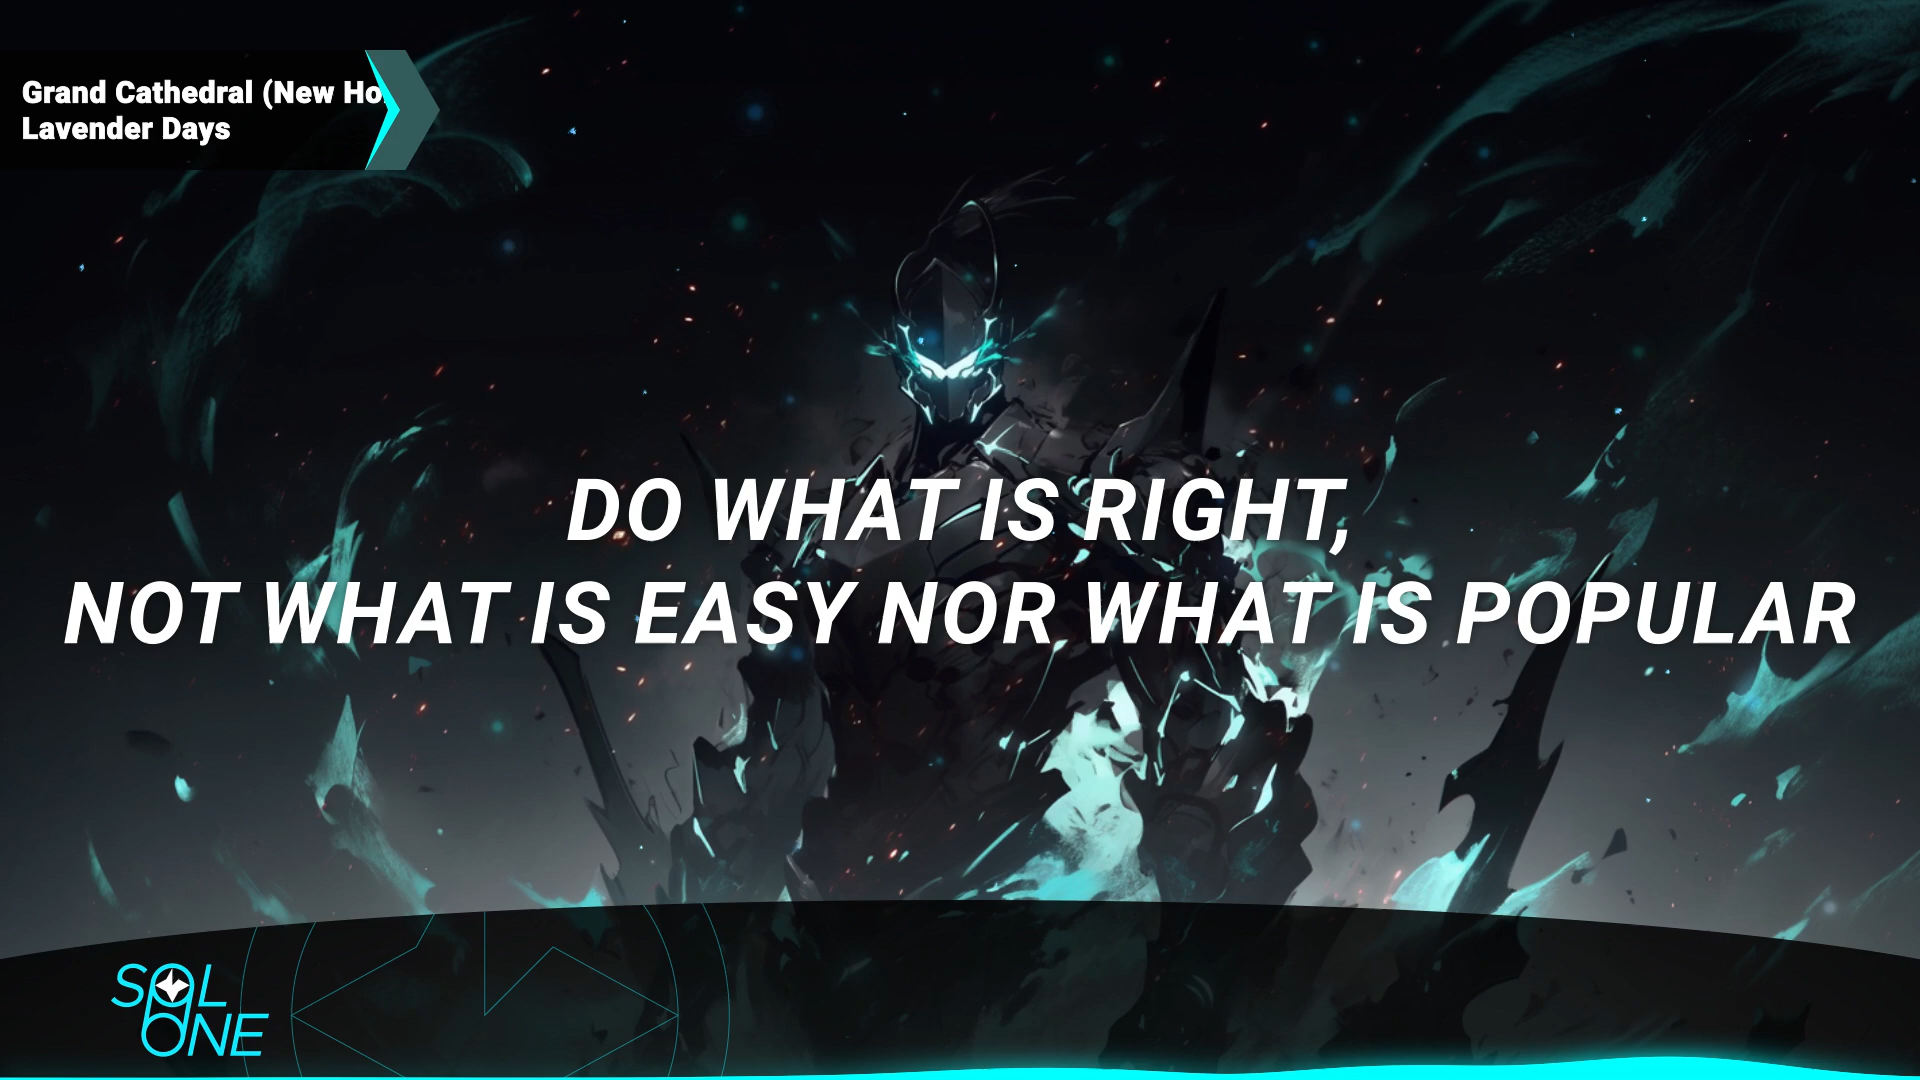 Grand Cathedral (New Ho
Lavender Days
DO WHAT IS RIGHT,
NOT WHAT IS EASY NOR WHAT IS POPULAR
SOL
ONE